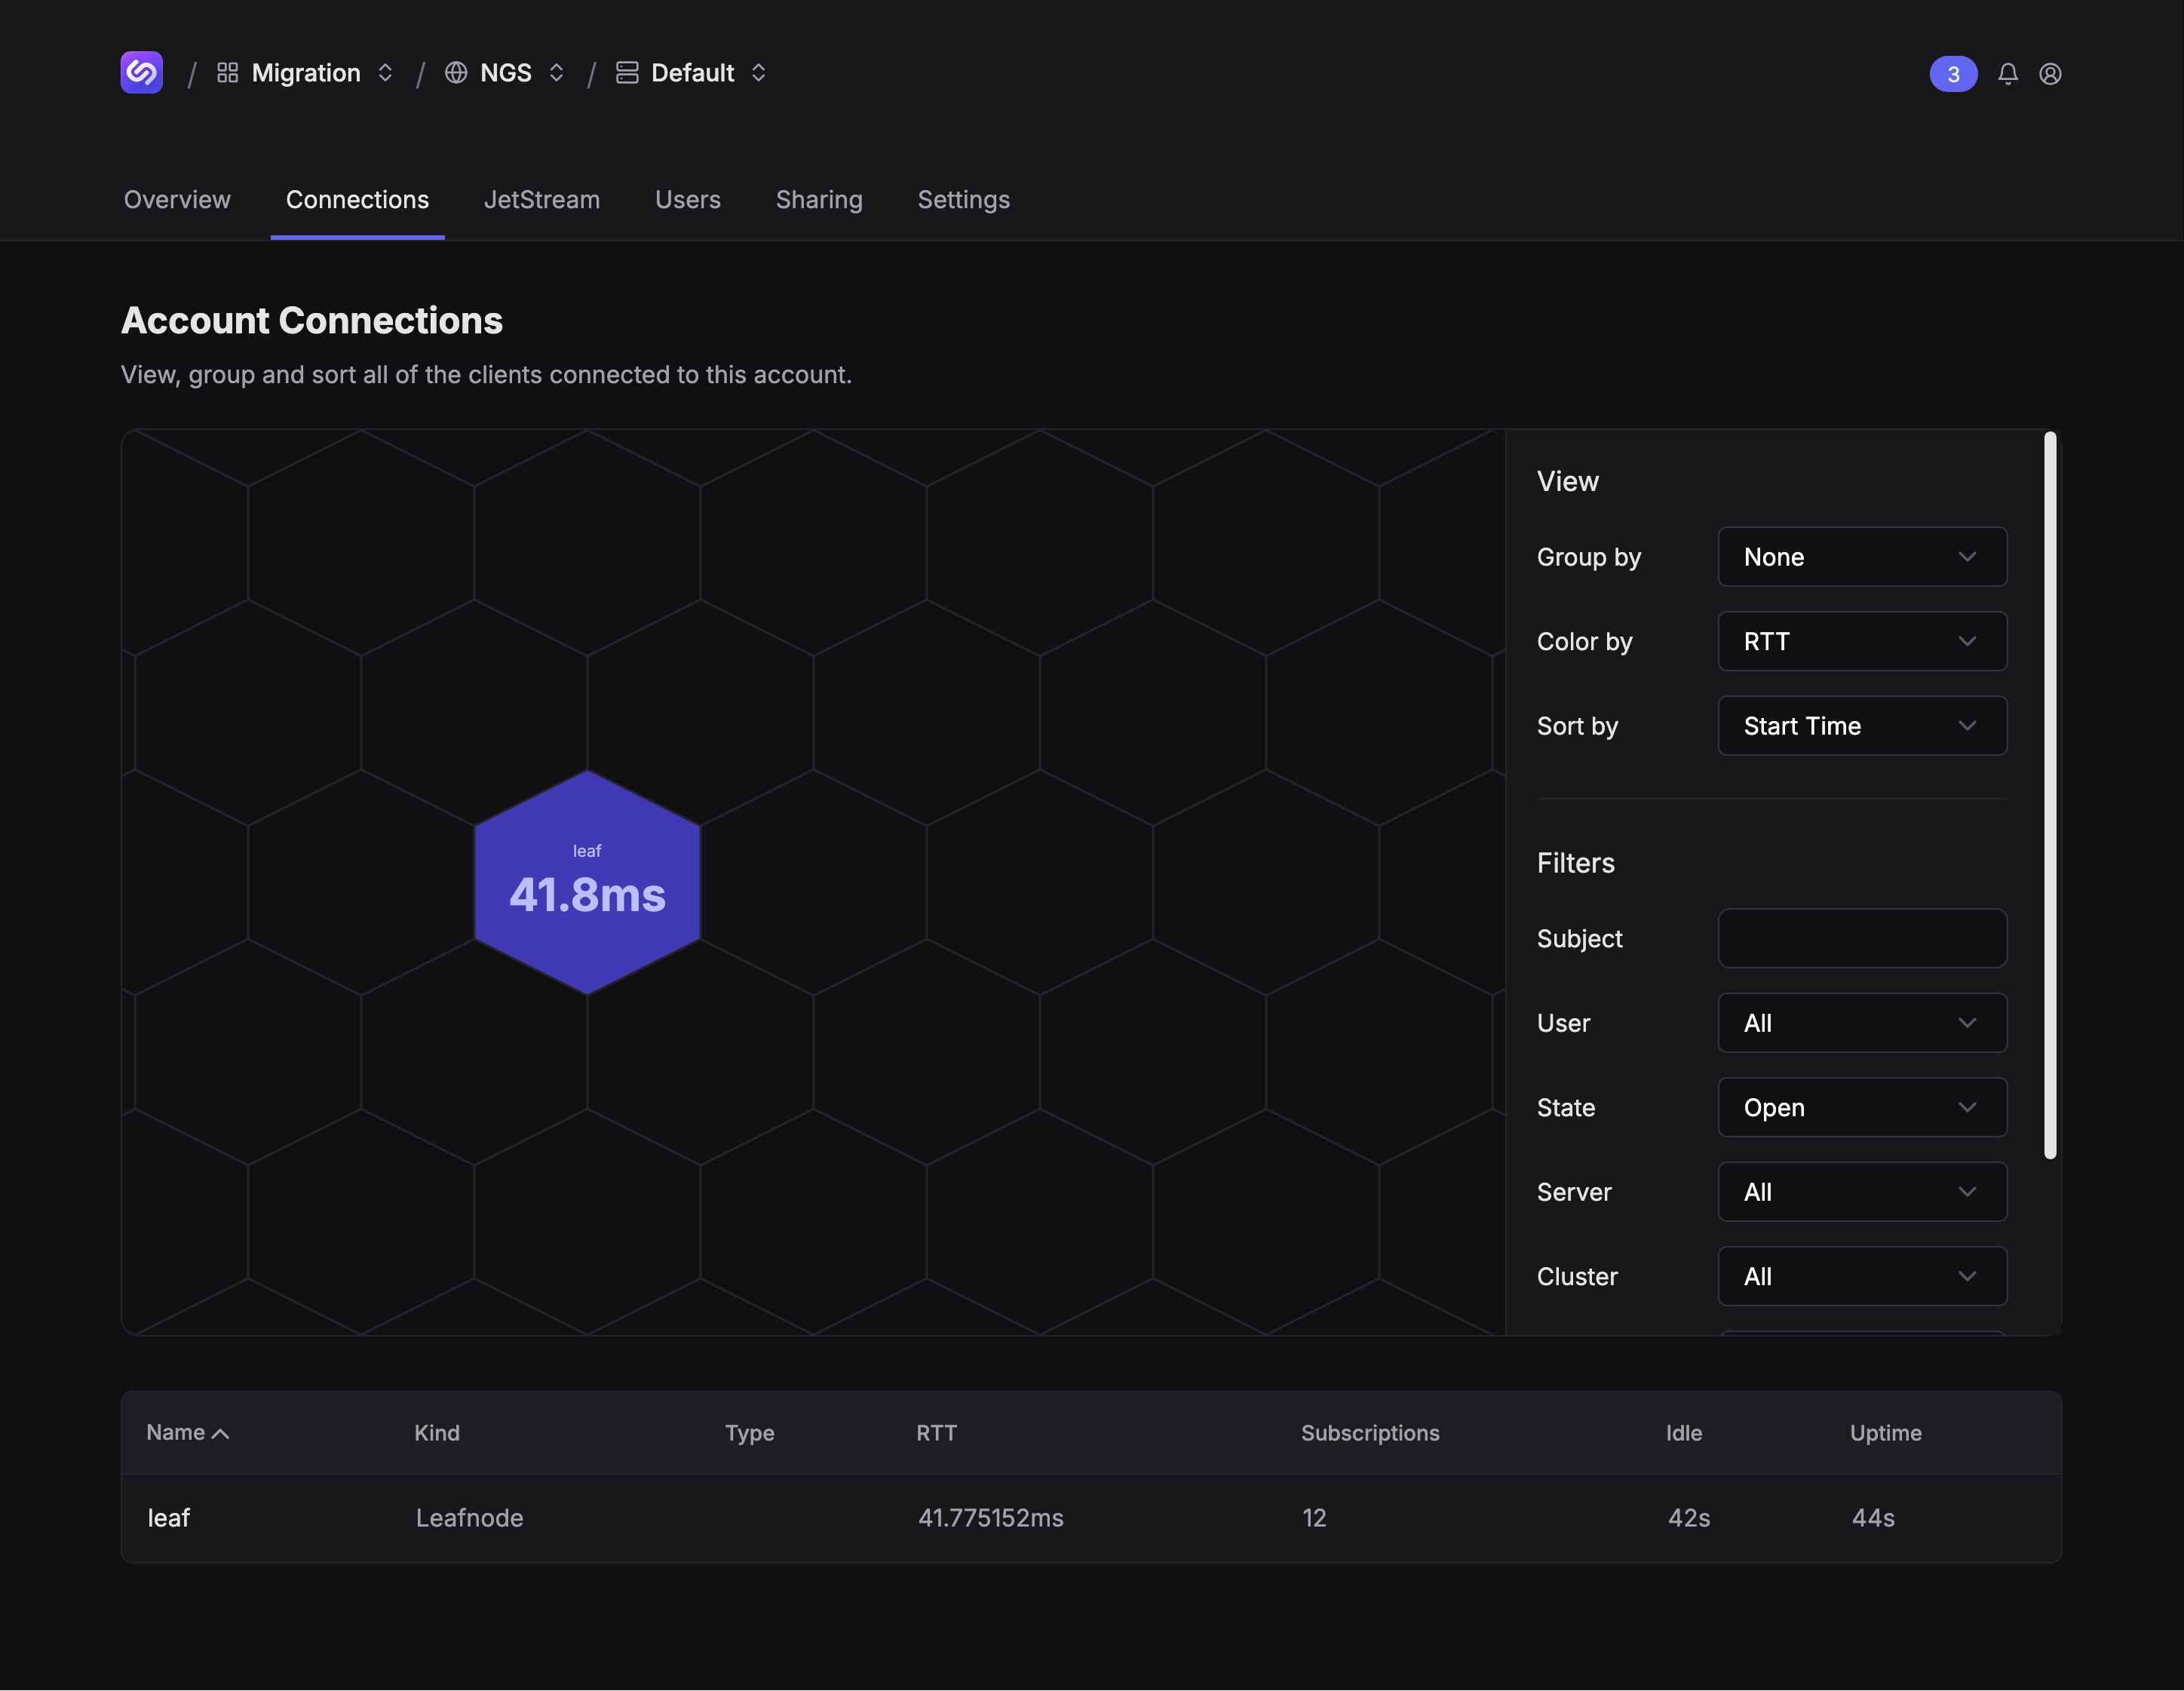 / Migration / NGS / Default 3
Overview Connections JetStream Users Sharing Settings
Account Connections
View, group and sort all of the clients connected to this account.
leaf
41.8ms
View
Group by None
Color by RTT
Sort by Start Time
Filters
Subject
User All
State Open
Server All
Cluster All
Name Kind Type RTT Subscriptions Idle Uptime
leaf Leafnode 41.775152ms 12 42s 44s